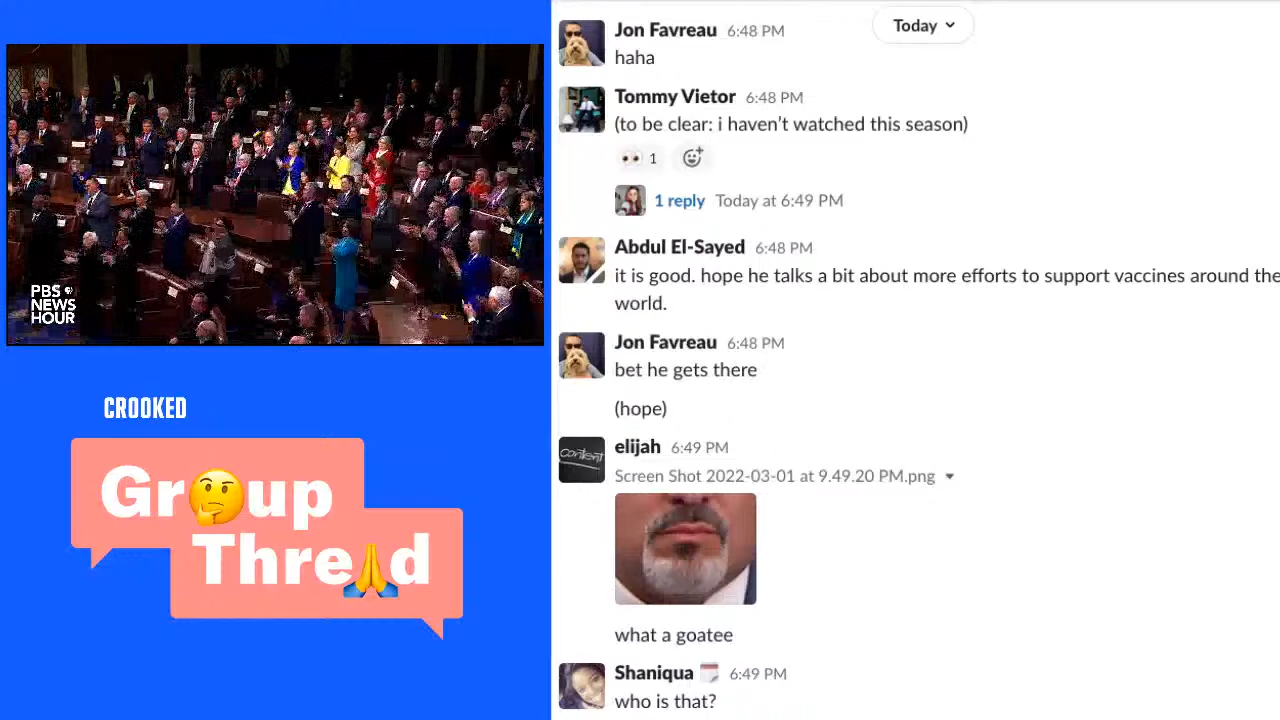 PBS
NEWS
HOUR
CROOKED
Gr🤔up
Thre🙏d
Today
Jon Favreau 6:48 PM
haha
Tommy Vietor 6:48 PM
(to be clear: i haven't watched this season)
1
1 reply Today at 6:49 PM
Abdul El-Sayed 6:48 PM
it is good. hope he talks a bit about more efforts to support vaccines around the
world.
Jon Favreau 6:48 PM
bet he gets there
(hope)
content
elijah 6:49 PM
Screen Shot 2022-03-01 at 9.49.20 PM.png
what a goatee
Shaniqua 6:49 PM
who is that?